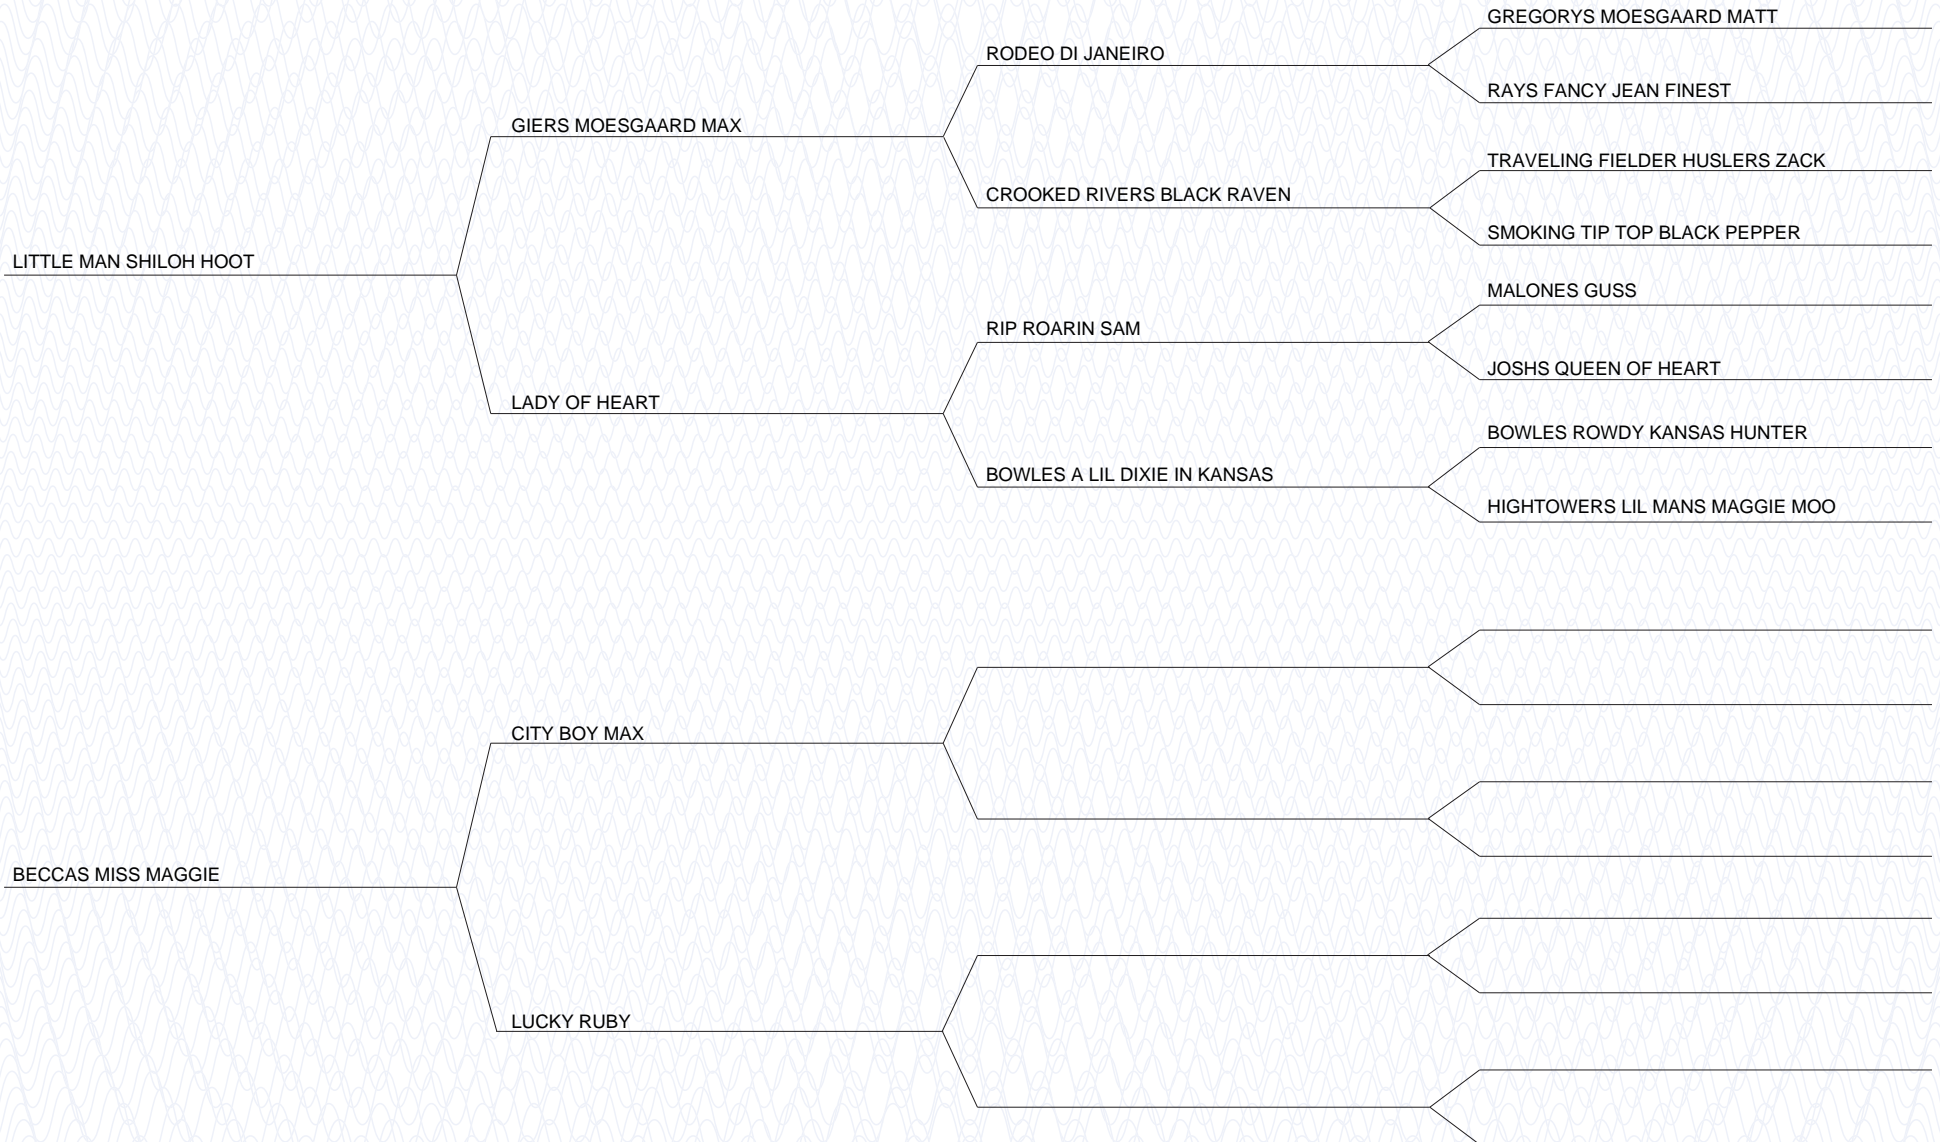 GREGORYS MOESGAARD MATT
RODEO DI JANEIRO
RAYS FANCY JEAN FINEST
GIERS MOESGAARD MAX
TRAVELING FIELDER HUSLERS ZACK
CROOKED RIVERS BLACK RAVEN
SMOKING TIP TOP BLACK PEPPER
LITTLE MAN SHILOH HOOT
MALONES GUSS
RIP ROARIN SAM
JOSHS QUEEN OF HEART
LADY OF HEART
BOWLES ROWDY KANSAS HUNTER
BOWLES A LIL DIXIE IN KANSAS
HIGHTOWERS LIL MANS MAGGIE MOO
CITY BOY MAX
BECCAS MISS MAGGIE
LUCKY RUBY